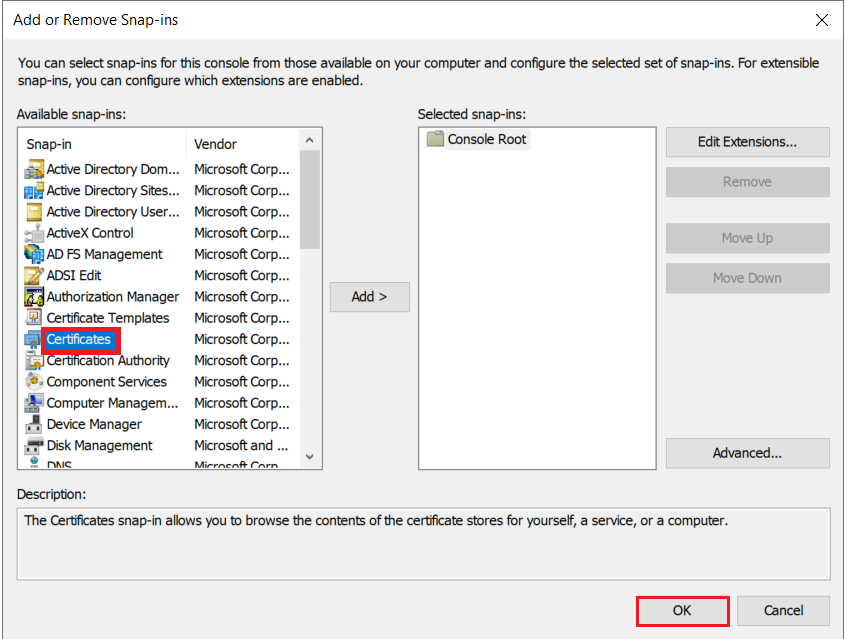 Add or Remove Snap-ins
You can select snap-ins for this console from those available on your computer and configure the selected set of snap-ins. For extensible
snap-ins, you can configure which extensions are enabled.
Available snap-ins:
Snap-in Vendor
Active Directory Dom... Microsoft Corp...
Active Directory Sites... Microsoft Corp...
Active Directory User... Microsoft Corp...
ActiveX Control Microsoft Corp...
AD FS Management Microsoft Corp...
ADSI Edit Microsoft Corp...
Authorization Manager Microsoft Corp...
Certificate Templates Microsoft Corp...
Certificates Microsoft Corp...
Certification Authority Microsoft Corp...
Component Services Microsoft Corp...
Computer Managem... Microsoft Corp...
Device Manager Microsoft Corp...
Disk Management Microsoft and ...
DNS Microsoft Corp...
Add >
Selected snap-ins:
Console Root
Edit Extensions...
Remove
Move Up
Move Down
Advanced...
Description:
The Certificates snap-in allows you to browse the contents of the certificate stores for yourself, a service, or a computer.
OK
Cancel